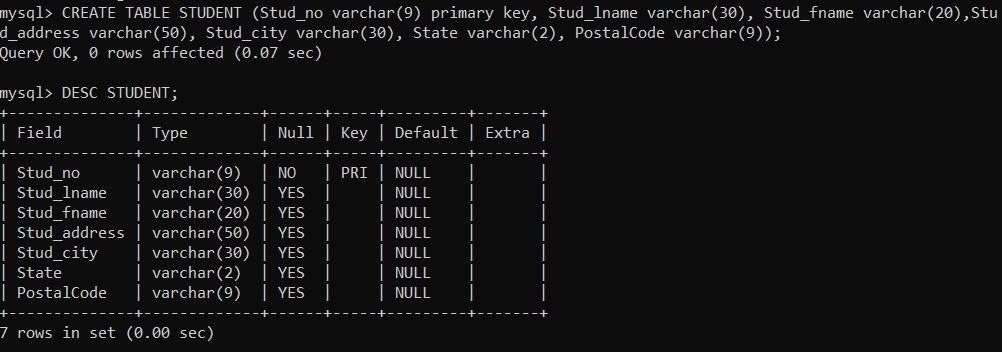 mysql> CREATE TABLE STUDENT (Stud_no varchar(9) primary key, Stud_lname varchar(30), Stud_fname varchar(20),Stu
d_address varchar(50), Stud_city varchar(30), State varchar(2), PostalCode varchar(9));
Query OK, 0 rows affected (0.07 sec)

mysql> DESC STUDENT;
+--------------+-------------+------+-----+---------+-------+
| Field        | Type        | Null | Key | Default | Extra |
+--------------+-------------+------+-----+---------+-------+
| Stud_no      | varchar(9)  | NO   | PRI | NULL    |       |
| Stud_lname   | varchar(30) | YES  |     | NULL    |       |
| Stud_fname   | varchar(20) | YES  |     | NULL    |       |
| Stud_address | varchar(50) | YES  |     | NULL    |       |
| Stud_city    | varchar(30) | YES  |     | NULL    |       |
| State        | varchar(2)  | YES  |     | NULL    |       |
| PostalCode   | varchar(9)  | YES  |     | NULL    |       |
+--------------+-------------+------+-----+---------+-------+
7 rows in set (0.00 sec)